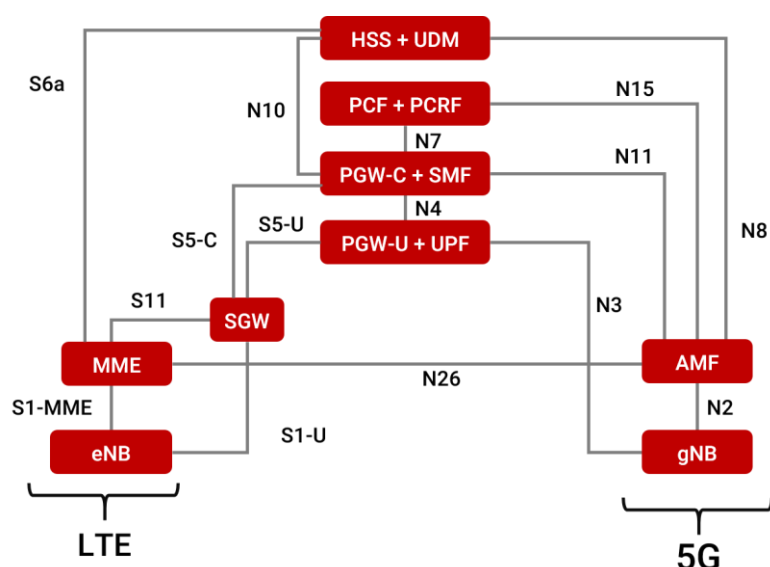 HSS + UDM
S6a
N10
PCF + PCRF
N15
N7
N11
PGW-C + SMF
N4
S5-C
S5-U
PGW-U + UPF
N8
S11
SGW
N3
MME
N26
AMF
S1-MME
S1-U
N2
eNB
gNB
LTE
5G